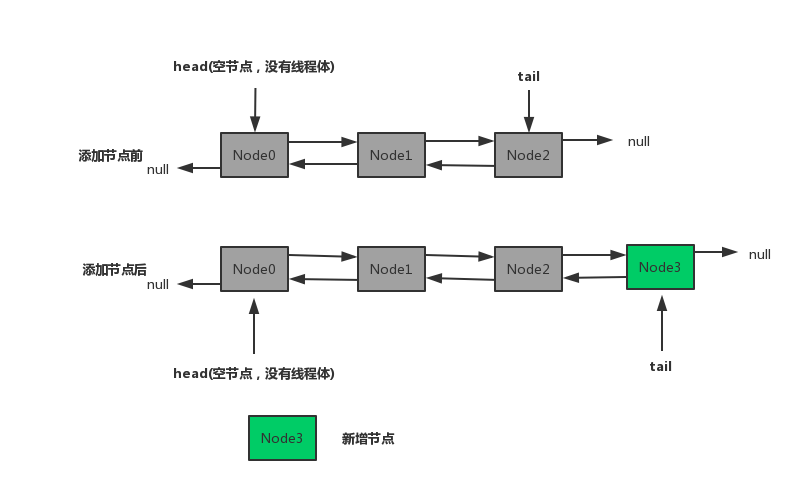 head(空节点，没有线程体)
tail
添加节点前
null
Node0
Node1
Node2
null
添加节点后
null
Node0
Node1
Node2
Node3
null
head(空节点，没有线程体)
tail
Node3
新增节点